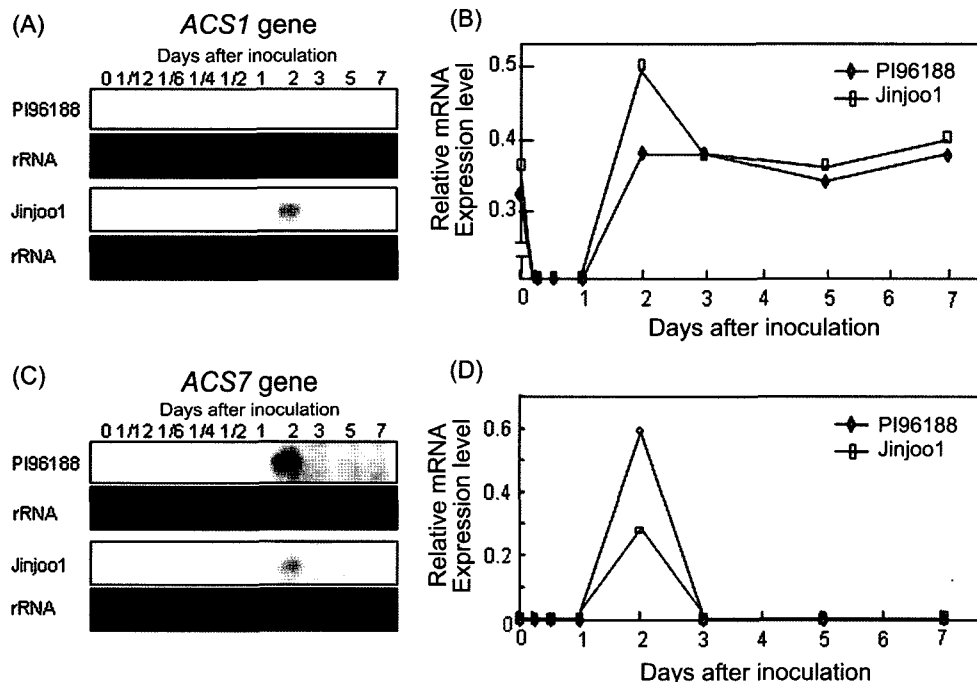 (A)
ACS1 gene
Days after inoculation
0 1/12 1/6 1/4 1/2 1 2 3 5 7
PI96188
rRNA
Jinjoo1
rRNA
(B)
Relative mRNA
Expression level
0.5
0.4
0.3
PI96188
Jinjoo1
0 1 2 3 4 5 6 7
Days after inoculation
(C)
ACS7 gene
Days after inoculation
0 1/12 1/6 1/4 1/2 1 2 3 5 7
PI96188
rRNA
Jinjoo1
rRNA
(D)
Relative mRNA
Expression level
0.6
0.4
0.2
0
PI96188
Jinjoo1
0 1 2 3 4 5 6 7
Days after inoculation